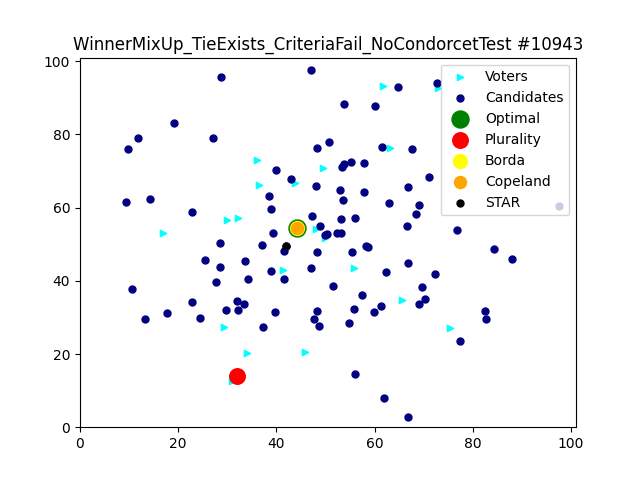 WinnerMixUp_TieExists_CriteriaFail_NoCondorcetTest #10943
Voters
Candidates
Optimal
Plurality
Borda
Copeland
STAR
100
80
60
40
20
0
0 20 40 60 80 100